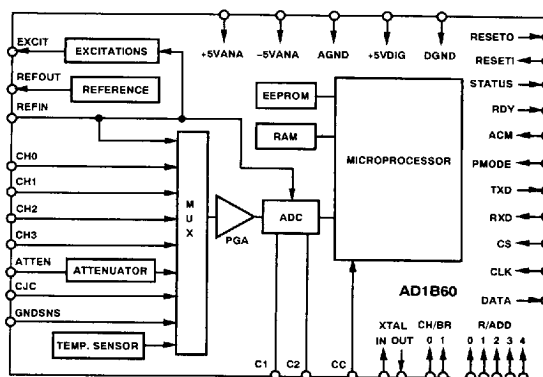 EXCIT
EXCITATIONS
REFOUT
REFERENCE
REFIN
CH0
CH1
CH2
CH3
ATTEN
ATTENUATOR
CJC
GNDSNS
TEMP. SENSOR
MUX
PGA
ADC
C1
C2
CC
+5VANA
−5VANA
AGND
+5VDIG
DGND
EEPROM
RAM
MICROPROCESSOR
AD1B60
RESETO
RESETI
STATUS
RDY
ACM
PMODE
TXD
RXD
CS
CLK
DATA
XTAL
IN OUT
CH/BR
0 1
R/ADD
0 1 2 3 4